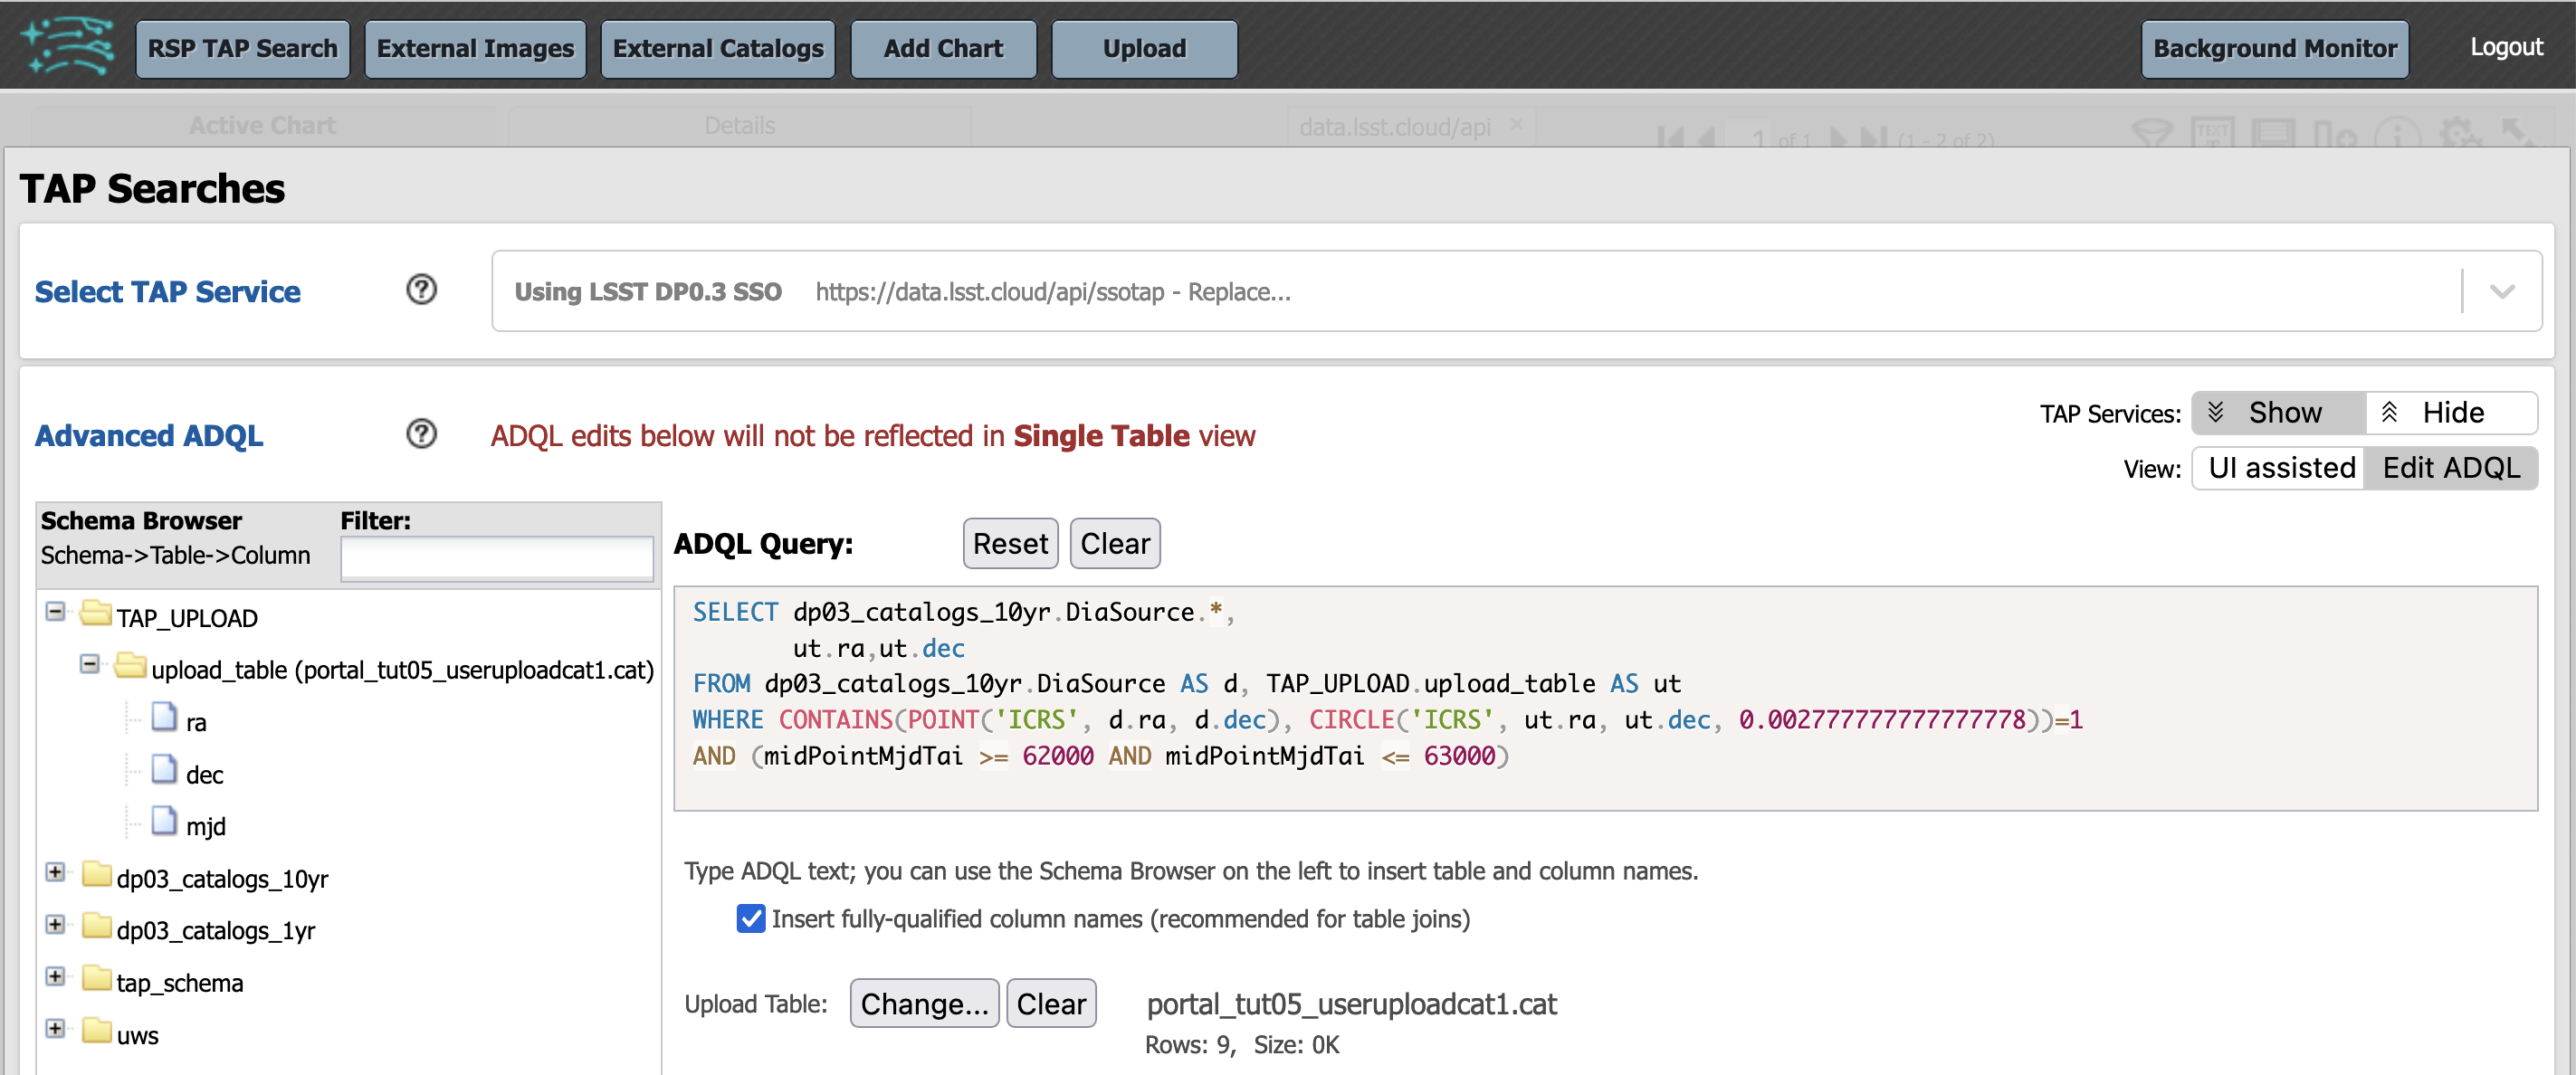 RSP TAP Search External Images External Catalogs Add Chart Upload Background Monitor Logout
Active Chart Details data.lsst.cloud/api × 1 of 1 (1 - 2 of 2) TEXT
TAP Searches
Select TAP Service ? Using LSST DP0.3 SSO https://data.lsst.cloud/api/ssotap - Replace...
TAP Services: Show Hide
Advanced ADQL ? ADQL edits below will not be reflected in Single Table view
View: UI assisted Edit ADQL
Schema Browser Filter:
Schema->Table->Column
TAP_UPLOAD
upload_table (portal_tut05_useruploadcat1.cat)
ra
dec
mjd
dp03_catalogs_10yr
dp03_catalogs_1yr
tap_schema
uws
ADQL Query: Reset Clear
SELECT dp03_catalogs_10yr.DiaSource.*,
ut.ra,ut.dec
FROM dp03_catalogs_10yr.DiaSource AS d, TAP_UPLOAD.upload_table AS ut
WHERE CONTAINS(POINT('ICRS', d.ra, d.dec), CIRCLE('ICRS', ut.ra, ut.dec, 0.002777777777777778))=1
AND (midPointMjdTai >= 62000 AND midPointMjdTai <= 63000)
Type ADQL text; you can use the Schema Browser on the left to insert table and column names.
Insert fully-qualified column names (recommended for table joins)
Upload Table: Change... Clear portal_tut05_useruploadcat1.cat
Rows: 9, Size: 0K